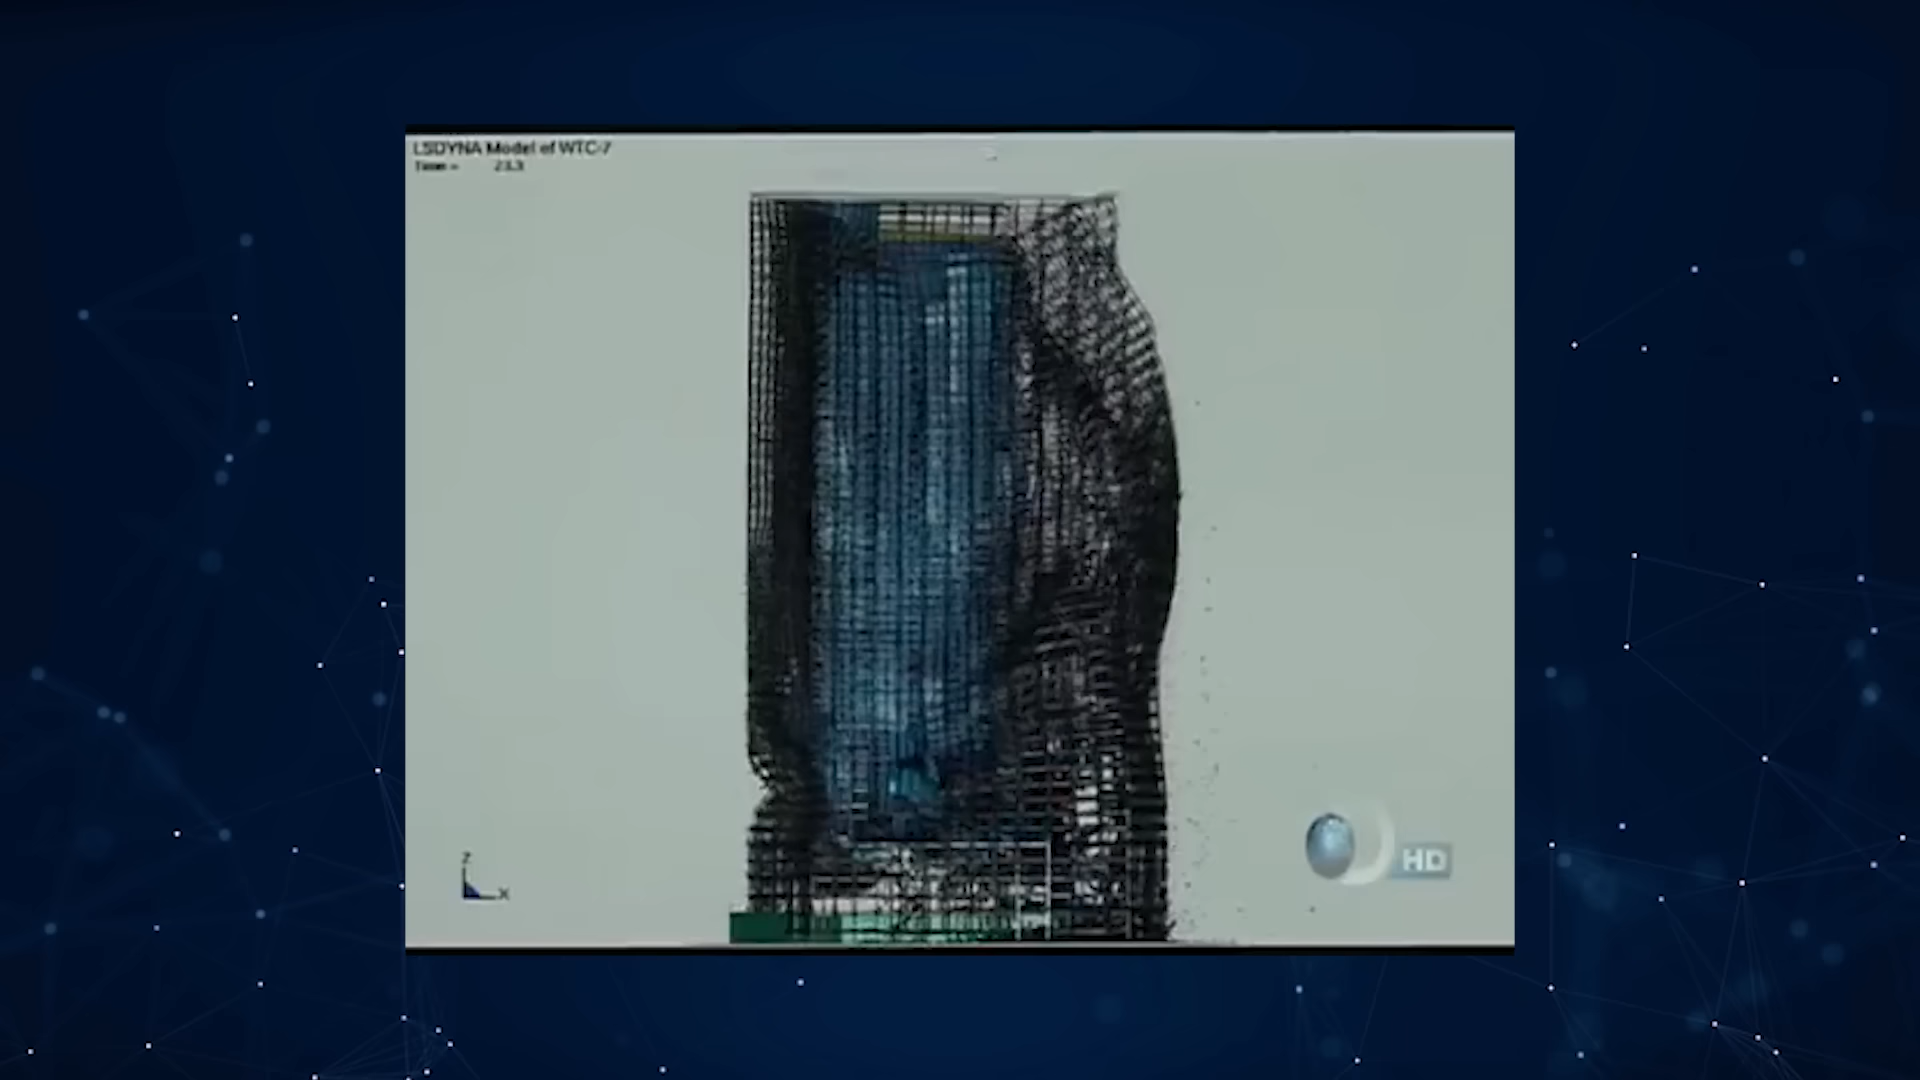 LSDYNA Model of WTC-7
Time = 23.3
Z
X
HD